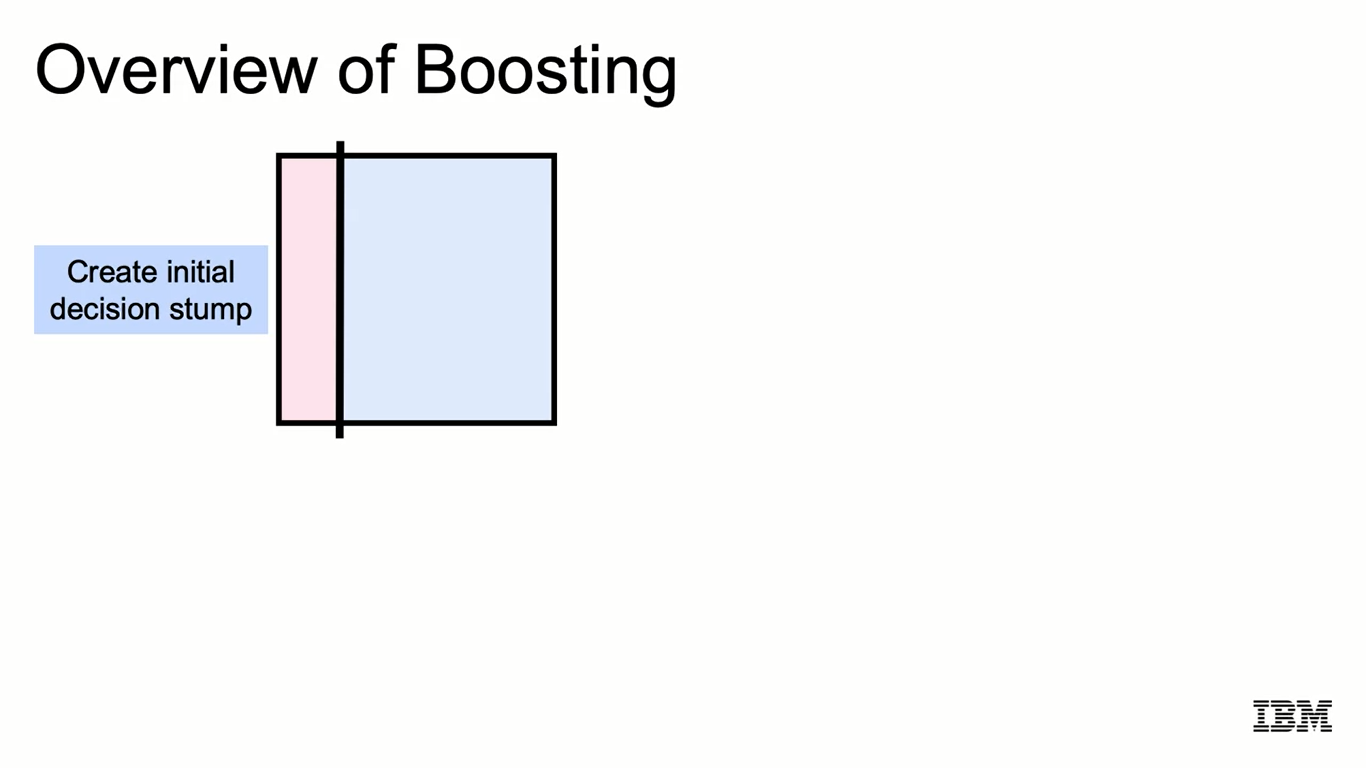 Overview of Boosting
Create initial
decision stump
IBM